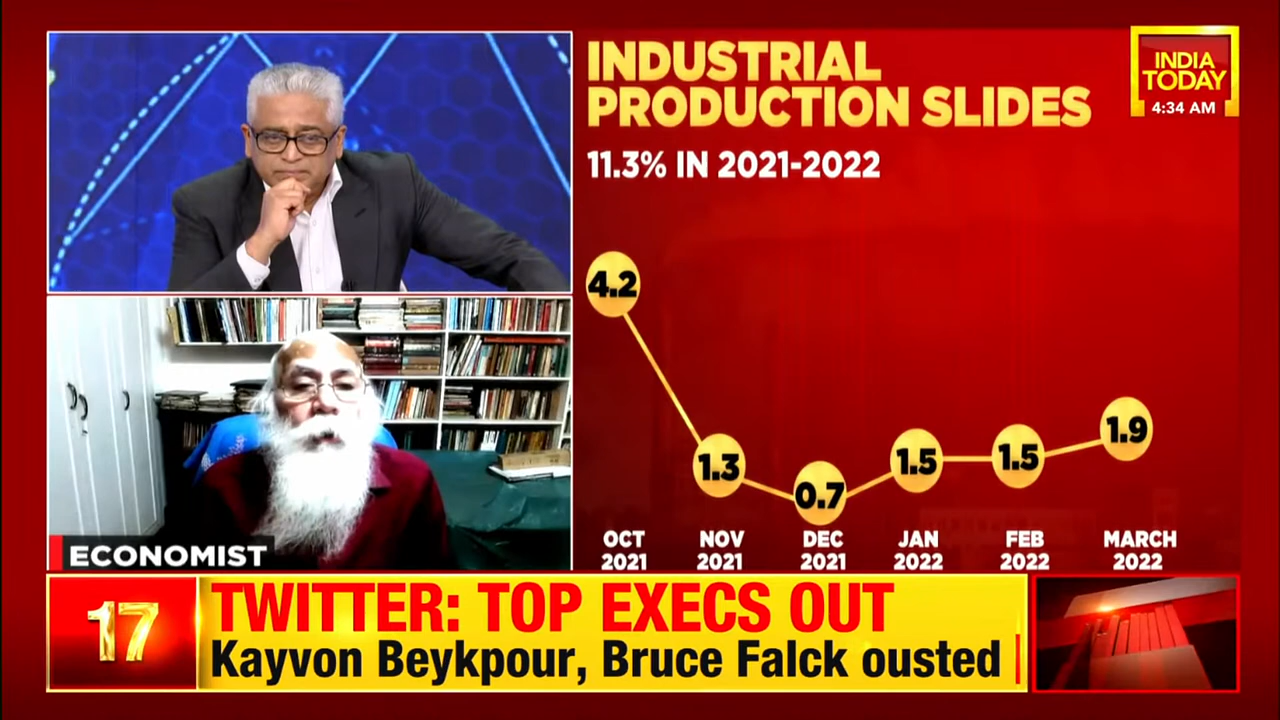 INDUSTRIAL
PRODUCTION SLIDES
11.3% IN 2021-2022
INDIA
TODAY
4:34 AM
4.2
1.3
0.7
1.5
1.5
1.9
OCT
2021
NOV
2021
DEC
2021
JAN
2022
FEB
2022
MARCH
2022
ECONOMIST
17
TWITTER: TOP EXECS OUT
Kayvon Beykpour, Bruce Falck ousted